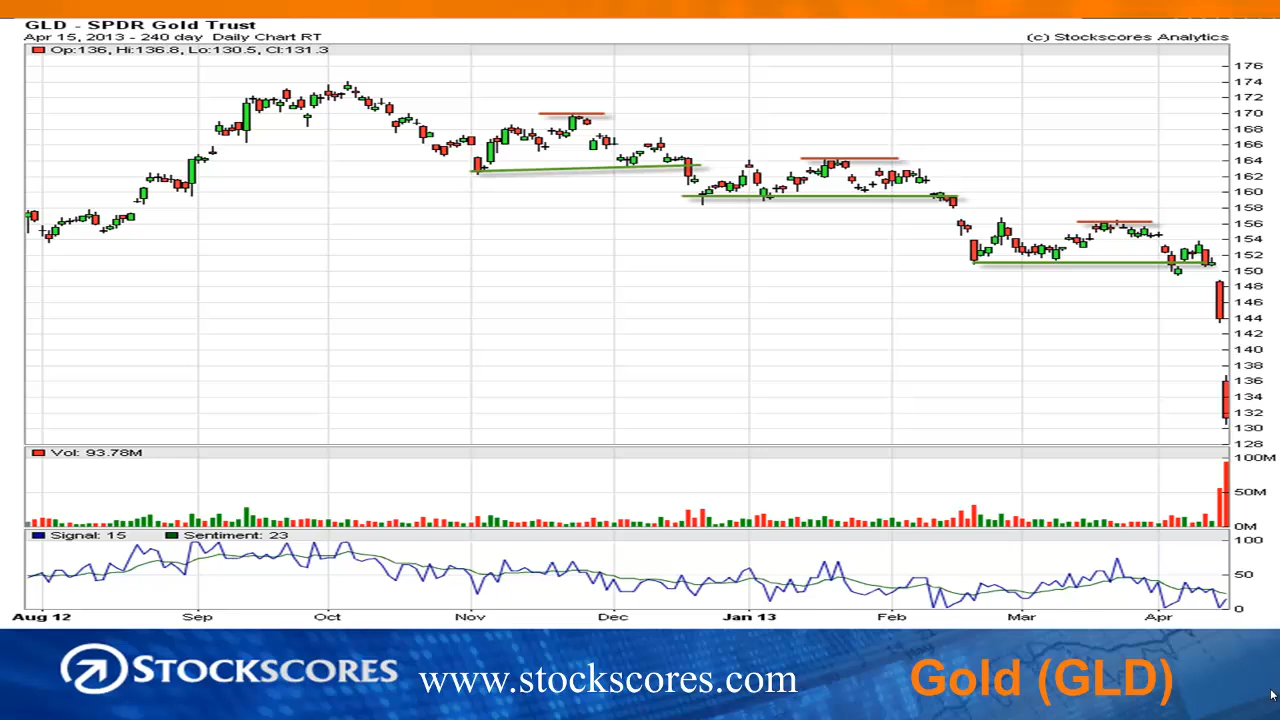 GLD - SPDR Gold Trust
Apr 15, 2013 - 240 day Daily Chart RT
(c) Stockscores Analytics
Op:136, Hi:136.8, Lo:130.5, Cl:131.3
176
174
172
170
168
166
164
162
160
158
156
154
152
150
148
146
144
142
140
138
136
134
132
130
128
Vol: 93.78M
100M
50M
0M
Signal: 15 Sentiment: 23
100
50
0
Aug 12 Sep Oct Nov Dec Jan 13 Feb Mar Apr
STOCKSCORES www.stockscores.com Gold (GLD)